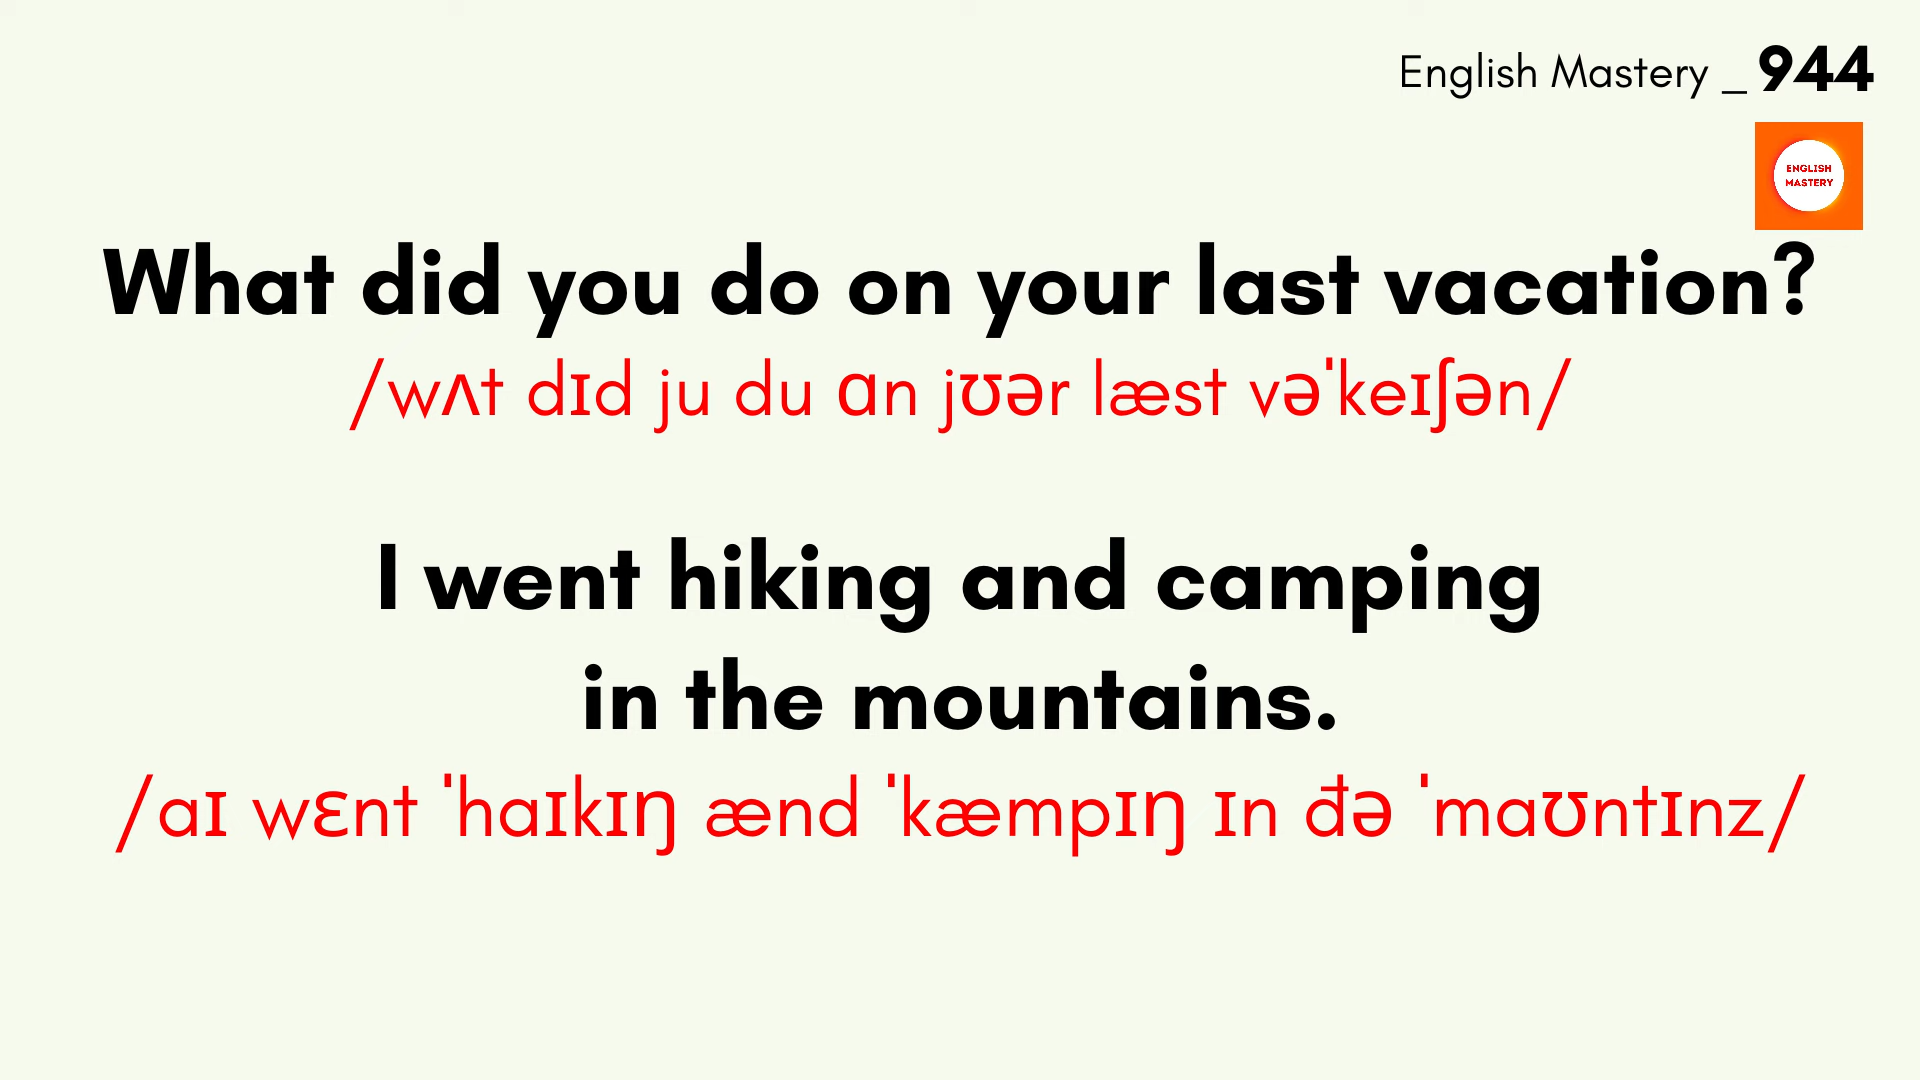 English Mastery _ 944
ENGLISH
MASTERY
What did you do on your last vacation?
/wʌt dɪd ju du ɑn jʊər læst vəˈkeɪʃən/
I went hiking and camping
in the mountains.
/aɪ wɛnt ˈhaɪkɪŋ ænd ˈkæmpɪŋ ɪn đə ˈmaʊntɪnz/